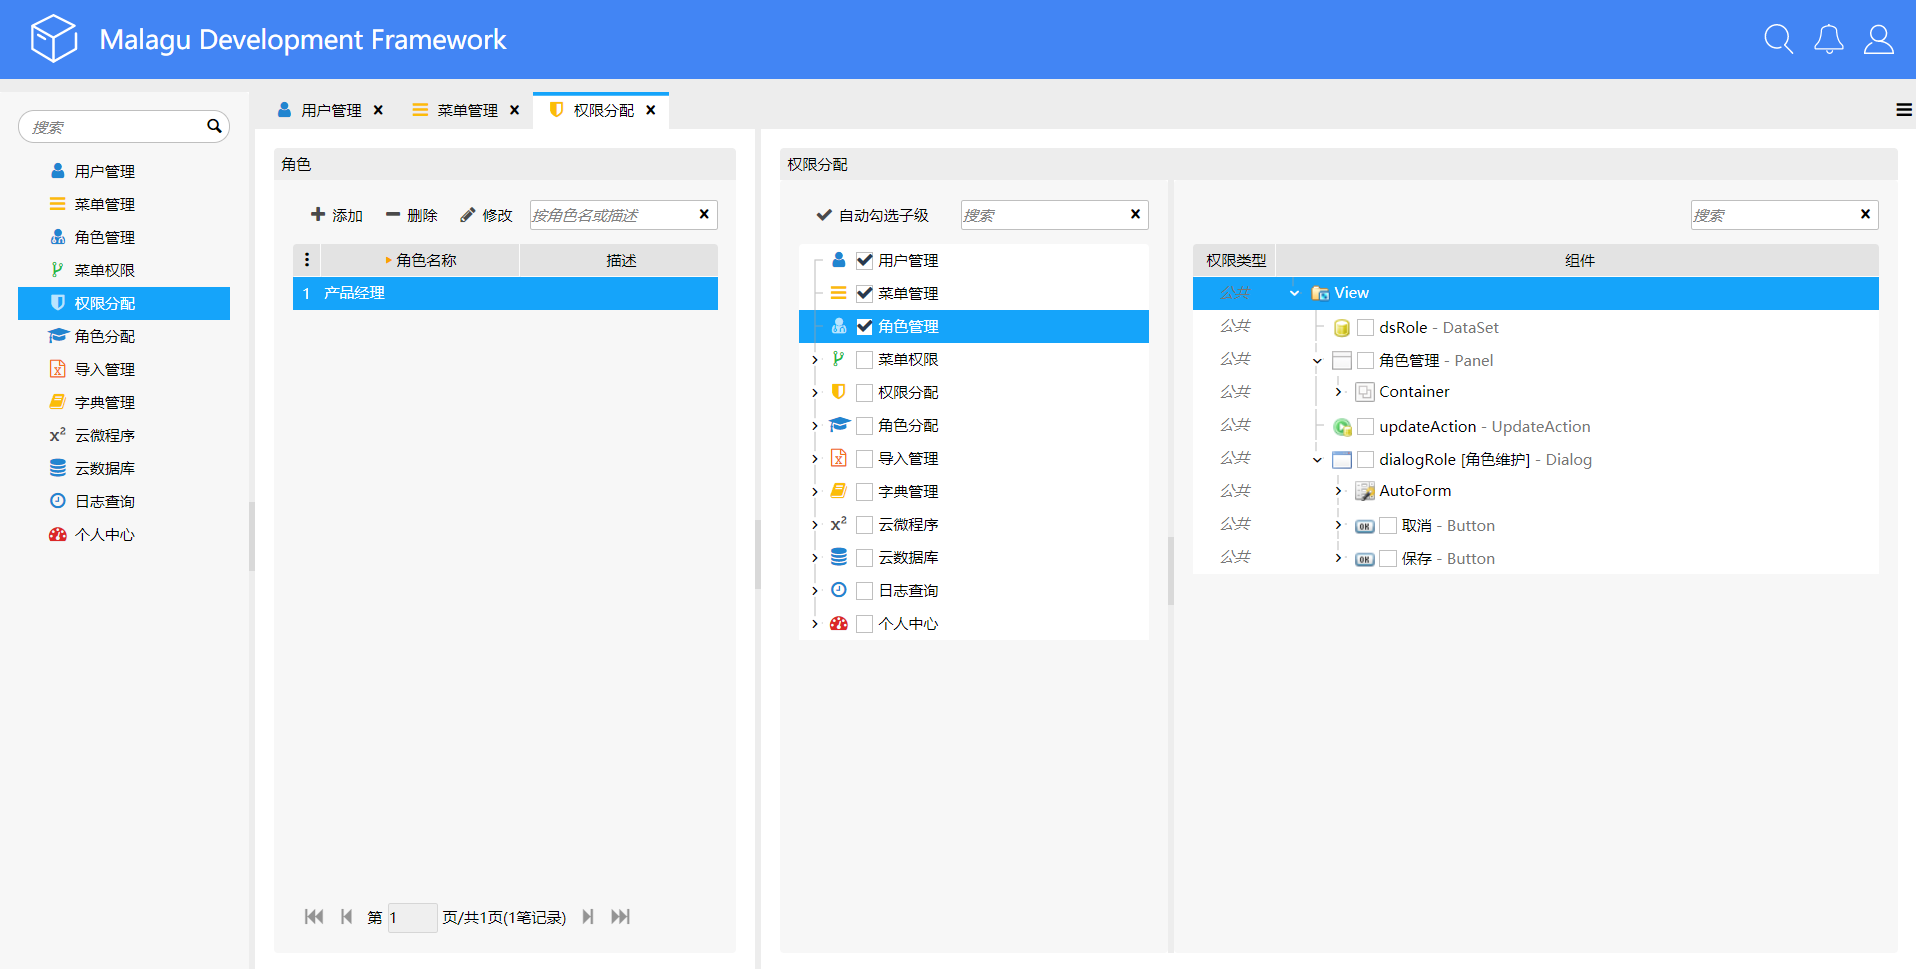 Malagu Development Framework
搜索
用户管理
菜单管理
角色管理
菜单权限
权限分配
角色分配
导入管理
字典管理
云微程序
云数据库
日志查询
个人中心
用户管理 菜单管理 权限分配
角色
添加 删除 修改 按角色名或描述
角色名称 描述
1 产品经理
第 1 页/共1页(1笔记录)
权限分配
自动勾选子级 搜索
用户管理
菜单管理
角色管理
菜单权限
权限分配
角色分配
导入管理
字典管理
云微程序
云数据库
日志查询
个人中心
搜索
权限类型 组件
公共 View
公共 dsRole - DataSet
公共 角色管理 - Panel
公共 Container
公共 updateAction - UpdateAction
公共 dialogRole [角色维护] - Dialog
公共 AutoForm
公共 取消 - Button
公共 保存 - Button